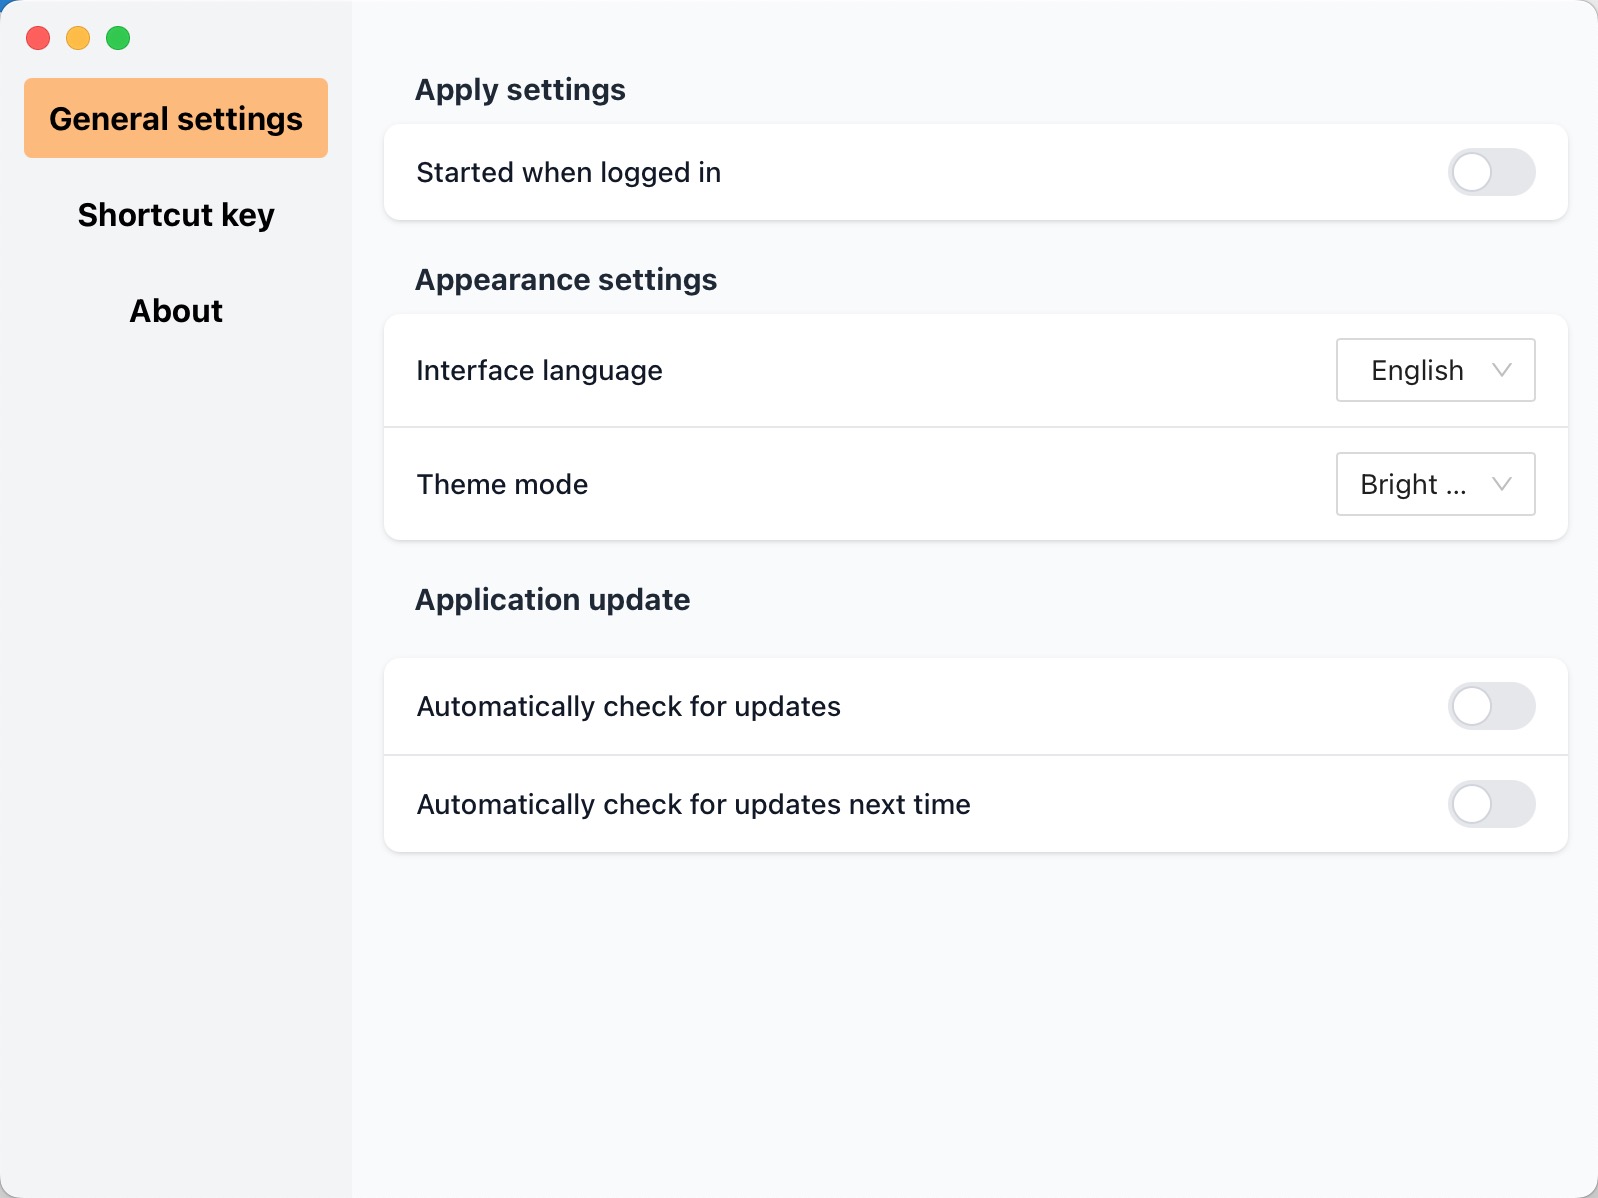 General settings
Shortcut key
About
Apply settings
Started when logged in
Appearance settings
Interface language
English
Theme mode
Bright ...
Application update
Automatically check for updates
Automatically check for updates next time